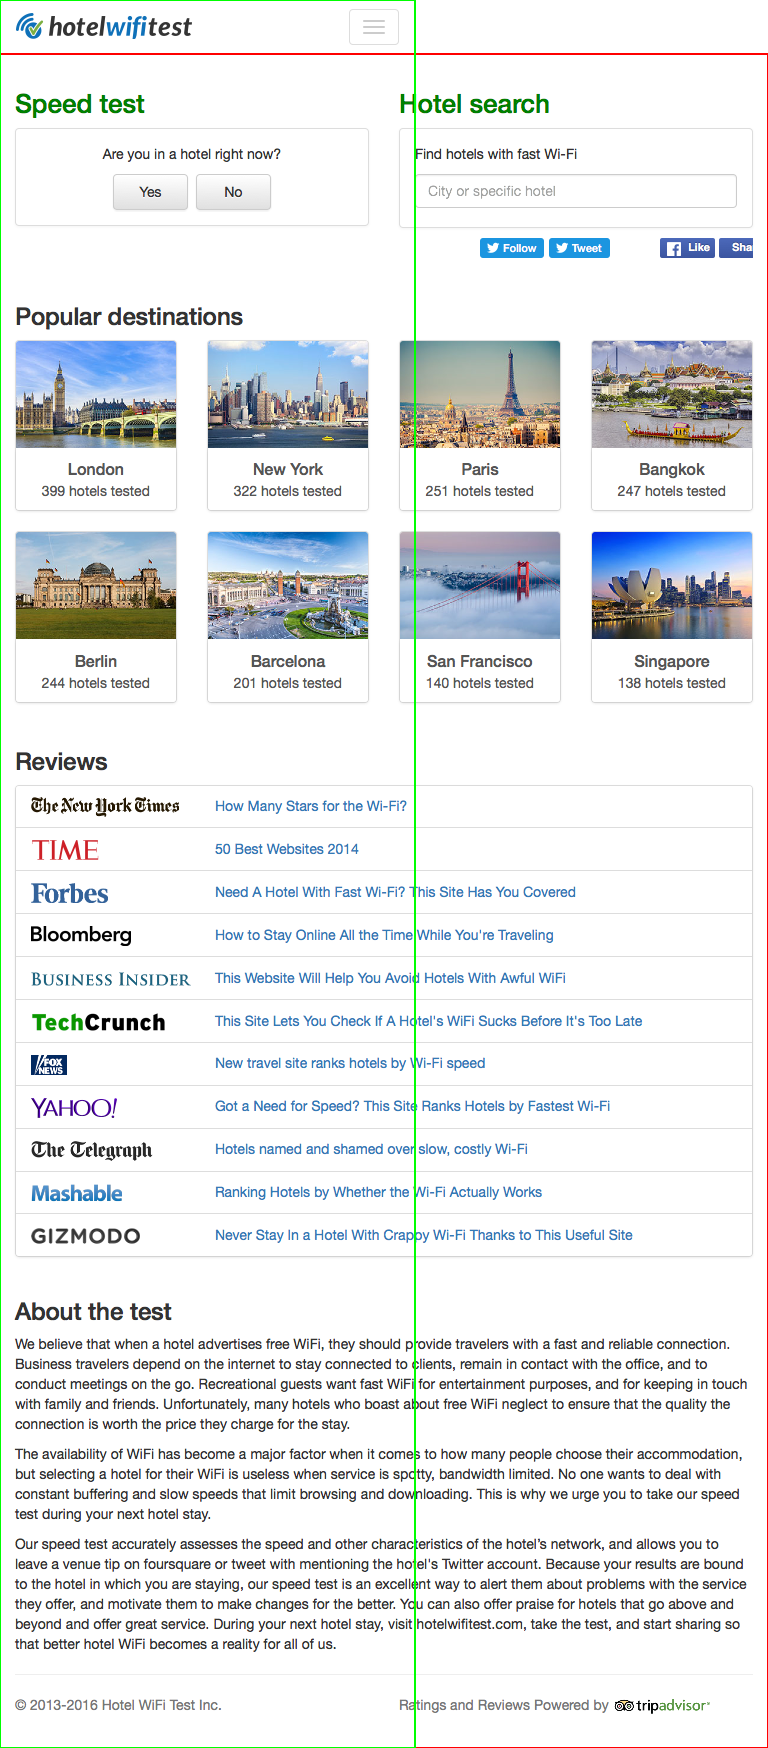 hotelwifitest
Speed test
Are you in a hotel right now?
Yes No
Hotel search
Find hotels with fast Wi-Fi
City or specific hotel
Follow Tweet Like Sha
Popular destinations
London
399 hotels tested
New York
322 hotels tested
Paris
251 hotels tested
Bangkok
247 hotels tested
Berlin
244 hotels tested
Barcelona
201 hotels tested
San Francisco
140 hotels tested
Singapore
138 hotels tested
Reviews
The New York Times How Many Stars for the Wi-Fi?
TIME 50 Best Websites 2014
Forbes Need A Hotel With Fast Wi-Fi? This Site Has You Covered
Bloomberg How to Stay Online All the Time While You're Traveling
BUSINESS INSIDER This Website Will Help You Avoid Hotels With Awful WiFi
TechCrunch This Site Lets You Check If A Hotel's WiFi Sucks Before It's Too Late
FOX NEWS New travel site ranks hotels by Wi-Fi speed
YAHOO! Got a Need for Speed? This Site Ranks Hotels by Fastest Wi-Fi
The Telegraph Hotels named and shamed over slow, costly Wi-Fi
Mashable Ranking Hotels by Whether the Wi-Fi Actually Works
GIZMODO Never Stay In a Hotel With Crappy Wi-Fi Thanks to This Useful Site
About the test
We believe that when a hotel advertises free WiFi, they should provide travelers with a fast and reliable connection.
Business travelers depend on the internet to stay connected to clients, remain in contact with the office, and to
conduct meetings on the go. Recreational guests want fast WiFi for entertainment purposes, and for keeping in touch
with family and friends. Unfortunately, many hotels who boast about free WiFi neglect to ensure that the quality the
connection is worth the price they charge for the stay.
The availability of WiFi has become a major factor when it comes to how many people choose their accommodation,
but selecting a hotel for their WiFi is useless when service is spotty, bandwidth limited. No one wants to deal with
constant buffering and slow speeds that limit browsing and downloading. This is why we urge you to take our speed
test during your next hotel stay.
Our speed test accurately assesses the speed and other characteristics of the hotel’s network, and allows you to
leave a venue tip on foursquare or tweet with mentioning the hotel's Twitter account. Because your results are bound
to the hotel in which you are staying, our speed test is an excellent way to alert them about problems with the service
they offer, and motivate them to make changes for the better. You can also offer praise for hotels that go above and
beyond and offer great service. During your next hotel stay, visit hotelwifitest.com, take the test, and start sharing so
that better hotel WiFi becomes a reality for all of us.
© 2013-2016 Hotel WiFi Test Inc.
Ratings and Reviews Powered by tripadvisor